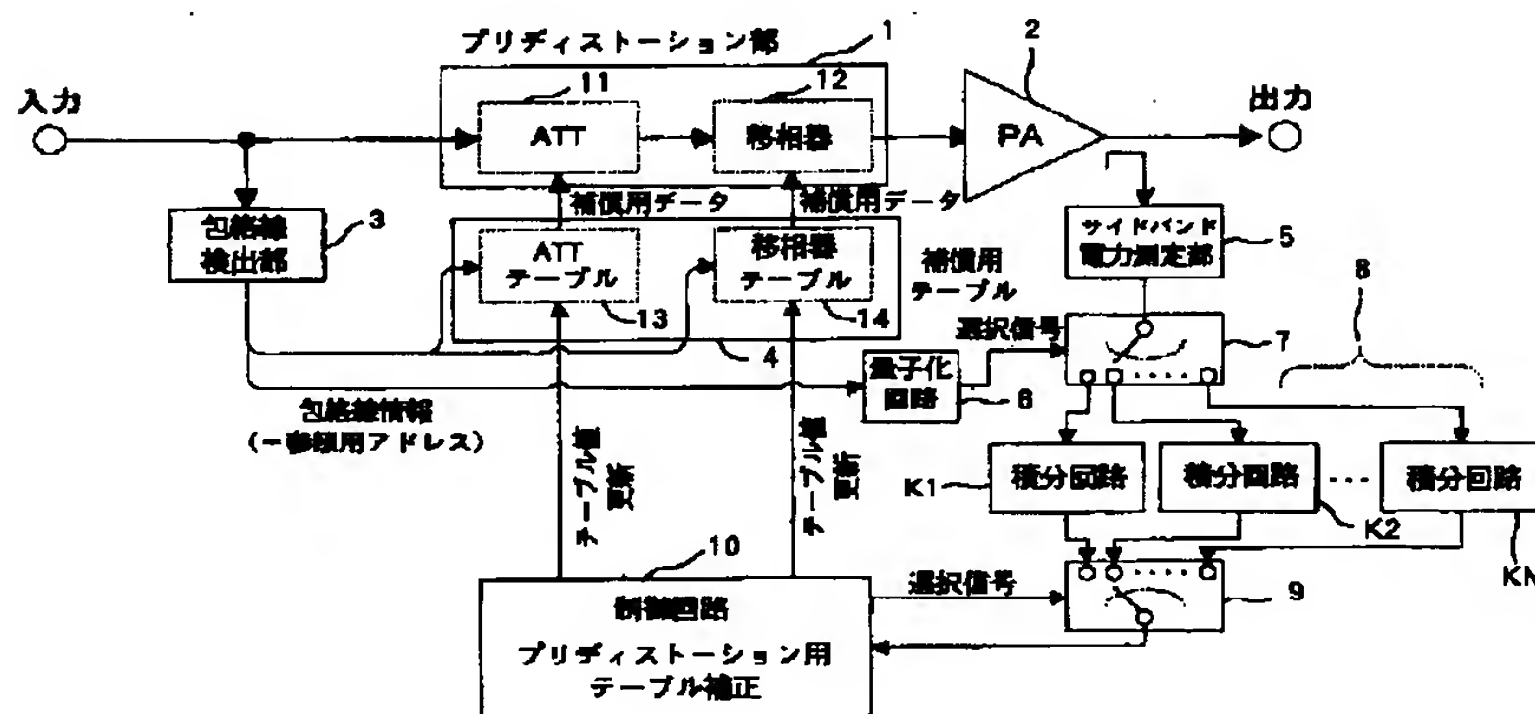 プリディストーション部
1
2
入力
11
12
出力
ATT
移相器
PA
補償用データ
補償用データ
包絡線
検出部
3
ATT
テーブル
13
移相器
テーブル
14
4
補償用
テーブル
サイドバンド
電力測定部
5
8
選択信号
7
量子化
回路
6
包絡線情報
(=参照用アドレス)
テーブル値
更新
テーブル値
更新
K1
積分回路
積分回路
K2
‥‥
積分回路
KN
10
制御回路
プリディストーション用
テーブル補正
選択信号
9